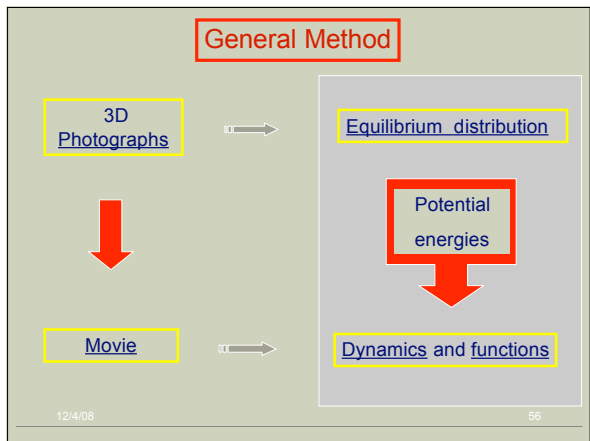 General Method
3D
Photographs
Equilibrium distribution
Potential
energies
Movie
Dynamics and functions
12/4/08
56